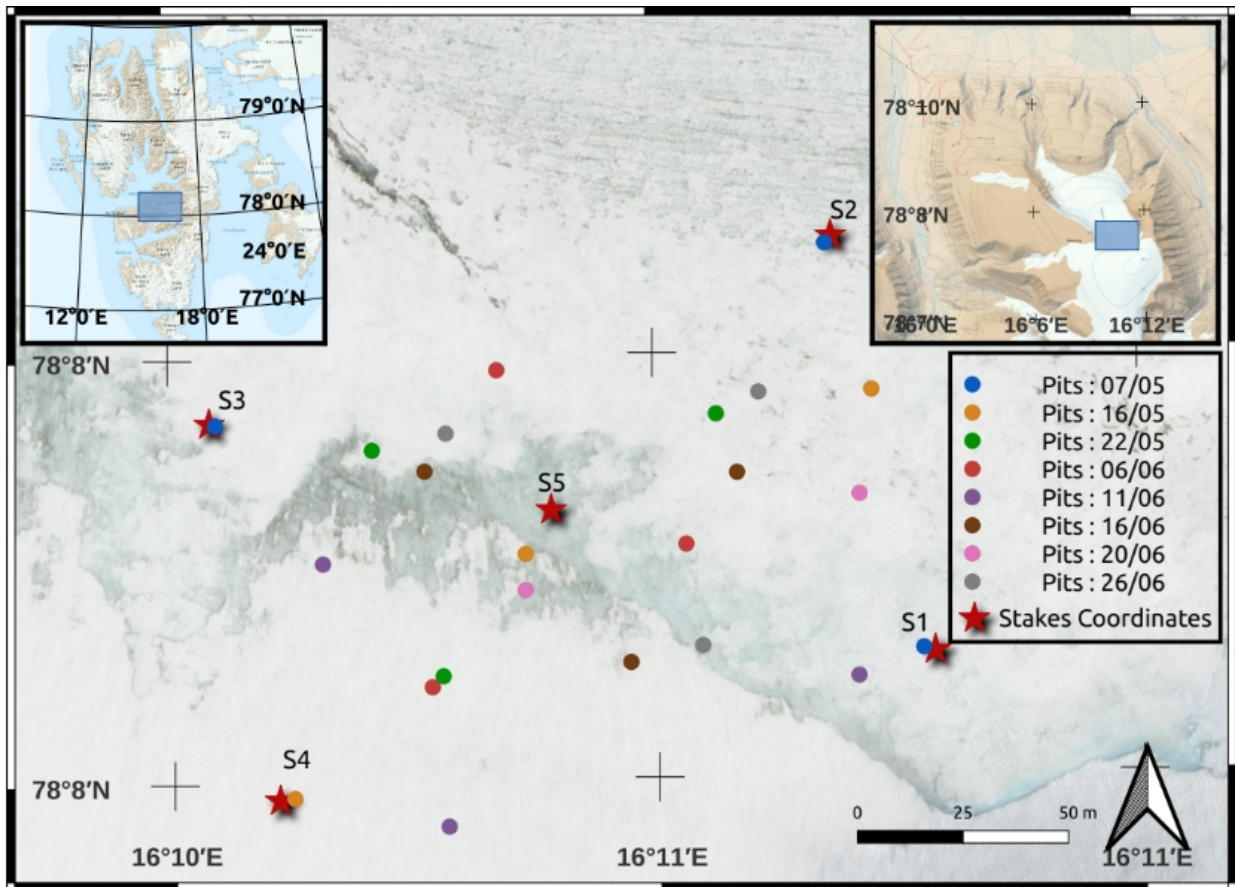 79°0′N
78°0′N
24°0′E
77°0′N
12°0′E
18°0′E
78°10′N
78°8′N
16°6′E
16°12′E
S2
78°8′N
S3
S5
S1
S4
Pits : 07/05
Pits : 16/05
Pits : 22/05
Pits : 06/06
Pits : 11/06
Pits : 16/06
Pits : 20/06
Pits : 26/06
Stakes Coordinates
78°8′N
0
25
50 m
16°10′E
16°11′E
16°11′E